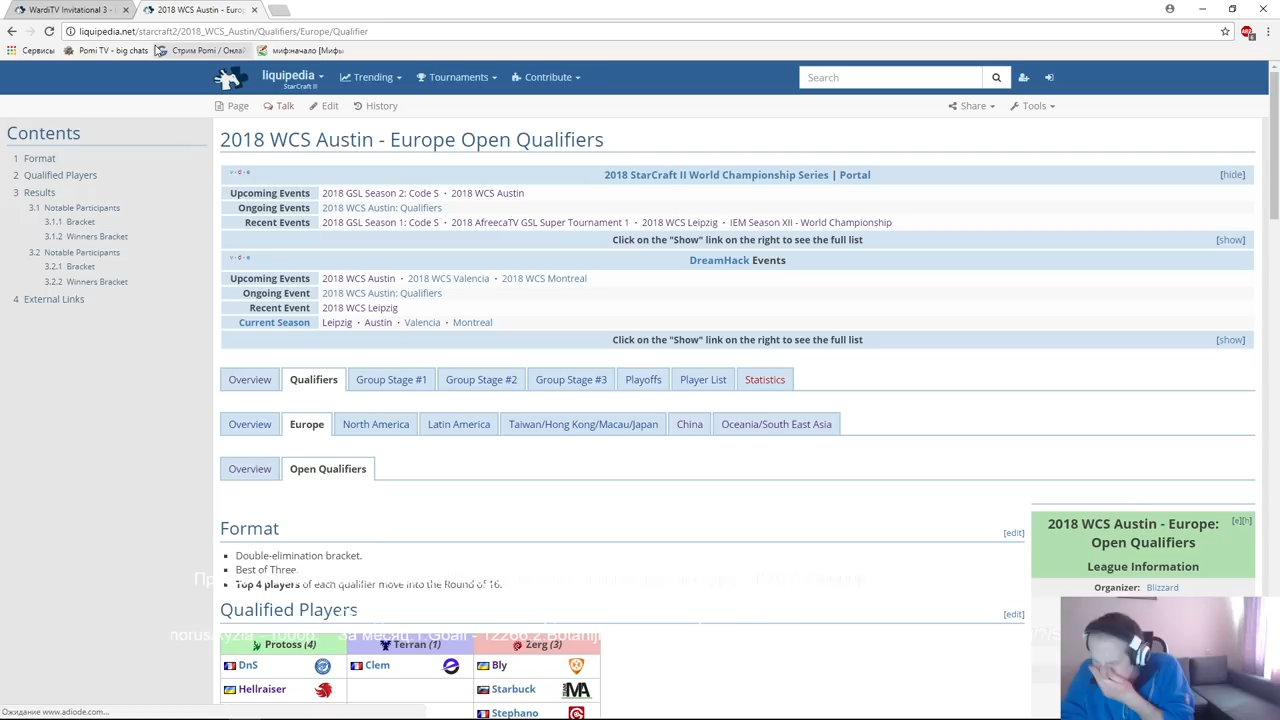 WardiTV Invitational 3 -
2018 WCS Austin - Euro
liquipedia.net/starcraft2/2018_WCS_Austin/Qualifiers/Europe/Qualifier
Сервисы
Pomi TV - big chats
Стрим Pomi / Онлай
миф:начало [Мифы
liquipedia
StarCraft II
Trending
Tournaments
Contribute
Search
Page Talk Edit History
Share Tools
Contents
1 Format
2 Qualified Players
3 Results
3.1 Notable Participants
3.1.1 Bracket
3.1.2 Winners Bracket
3.2 Notable Participants
3.2.1 Bracket
3.2.2 Winners Bracket
4 External Links
2018 WCS Austin - Europe Open Qualifiers
v · d · e
2018 StarCraft II World Championship Series | Portal
[hide]
Upcoming Events 2018 GSL Season 2: Code S • 2018 WCS Austin
Ongoing Events 2018 WCS Austin: Qualifiers
Recent Events 2018 GSL Season 1: Code S • 2018 AfreecaTV GSL Super Tournament 1 • 2018 WCS Leipzig • IEM Season XII - World Championship
Click on the "Show" link on the right to see the full list [show]
v · d · e
DreamHack Events
Upcoming Events 2018 WCS Austin • 2018 WCS Valencia • 2018 WCS Montreal
Ongoing Event 2018 WCS Austin: Qualifiers
Recent Event 2018 WCS Leipzig
Current Season Leipzig • Austin • Valencia • Montreal
Click on the "Show" link on the right to see the full list [show]
Overview Qualifiers Group Stage #1 Group Stage #2 Group Stage #3 Playoffs Player List Statistics
Overview Europe North America Latin America Taiwan/Hong Kong/Macau/Japan China Oceania/South East Asia
Overview Open Qualifiers
Format [edit]
Double-elimination bracket.
Best of Three.
Top 4 players of each qualifier move into the Round of 16.
Qualified Players [edit]
Protoss (4) Terran (1) Zerg (3)
DnS Clem Bly
Hellraiser Starbuck
Stephano
2018 WCS Austin - Europe: Open Qualifiers
[e][h]
League Information
Organizer: Blizzard
За месяц 1.Goall - 12266 2.
Ожидание www.adiode.com...